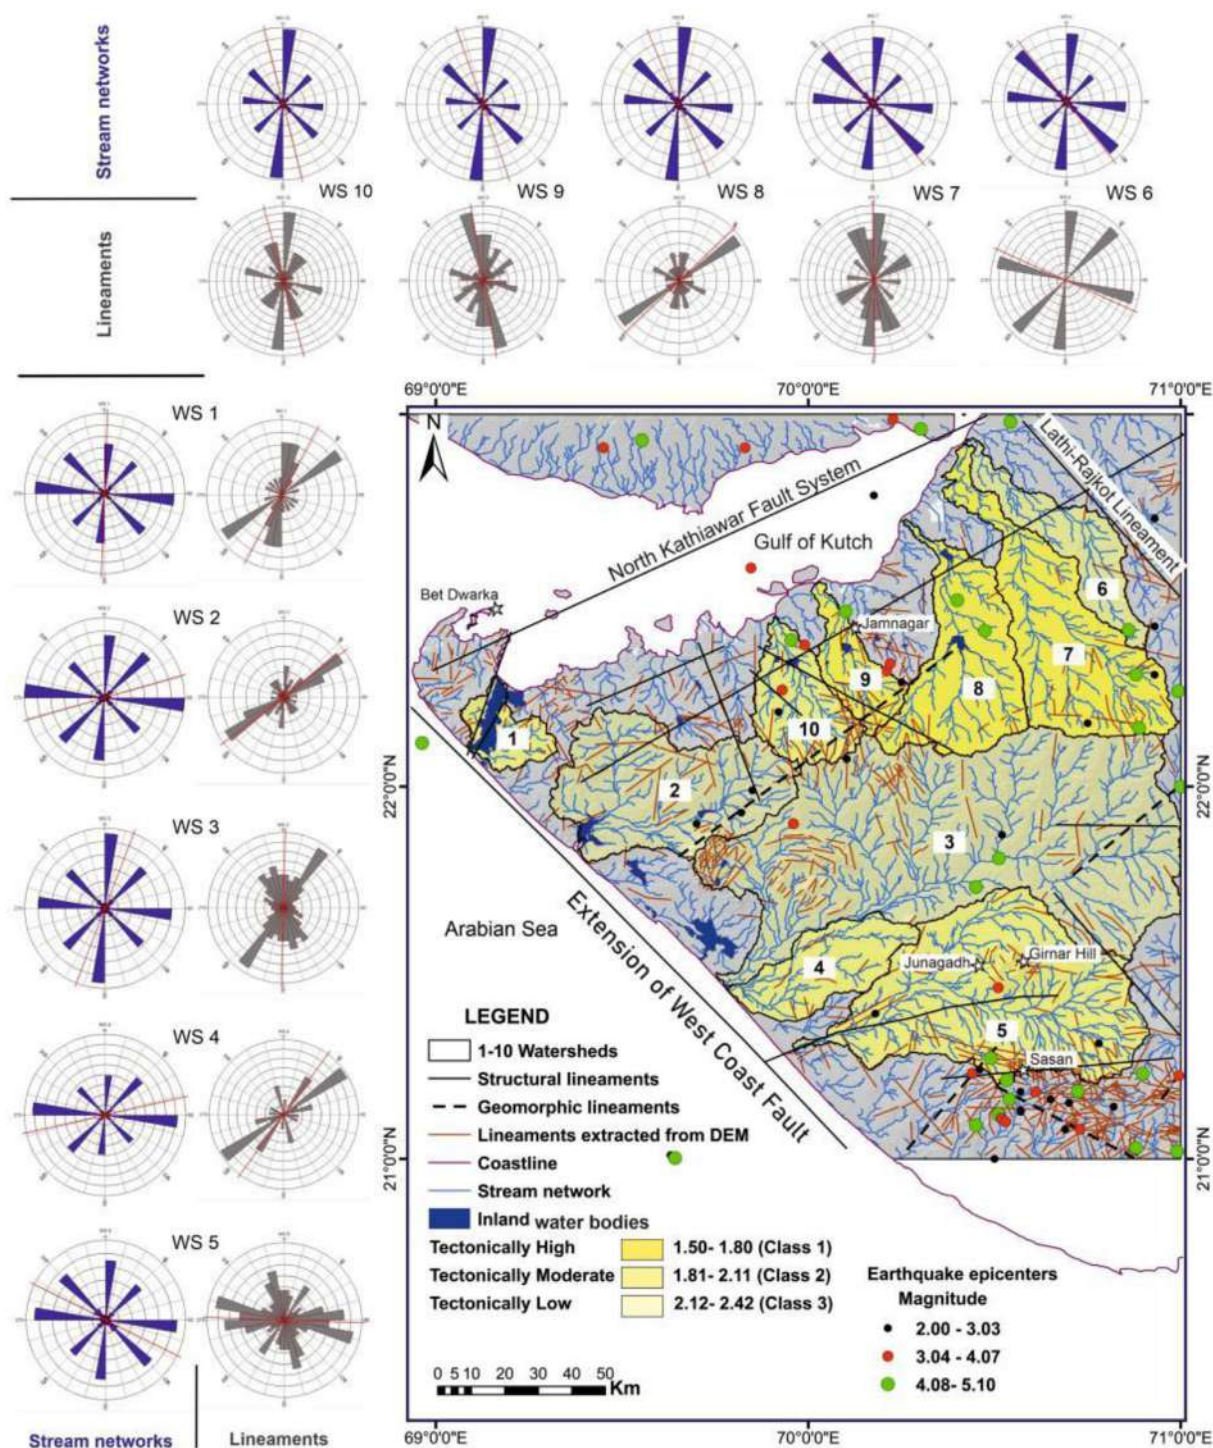 Stream networks
WS 10
WS 9
WS 8
WS 7
WS 6
Lineaments
WS 1
WS 2
WS 3
WS 4
WS 5
Stream networks
Lineaments
69°0'0"E
70°0'0"E
71°0'0"E
N
Lathi-Rajkot Lineament
North Kathiawar Fault System
Gulf of Kutch
Bet Dwarka
Jamnagar
6
7
9
8
1
10
2
22°0'0"N
22°0'0"N
3
Arabian Sea
Extension of West Coast Fault
4
Junagadh
Girnar Hill
5
Sasan
21°0'0"N
21°0'0"N
LEGEND
1-10 Watersheds
Structural lineaments
Geomorphic lineaments
Lineaments extracted from DEM
Coastline
Stream network
Inland water bodies
Tectonically High 1.50- 1.80 (Class 1)
Tectonically Moderate 1.81- 2.11 (Class 2)
Tectonically Low 2.12- 2.42 (Class 3)
Earthquake epicenters
Magnitude
2.00 - 3.03
3.04 - 4.07
4.08- 5.10
0 5 10 20 30 40 50
Km
69°0'0"E
70°0'0"E
71°0'0"E